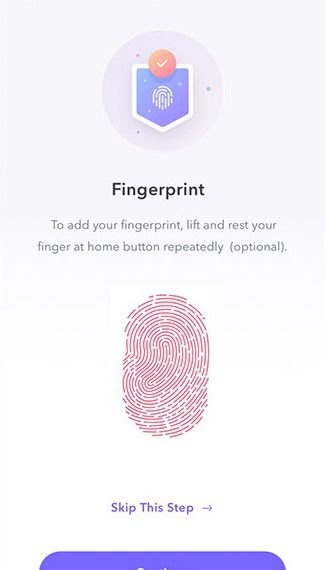 Fingerprint
To add your fingerprint, lift and rest your
finger at home button repeatedly (optional).
Skip This Step →